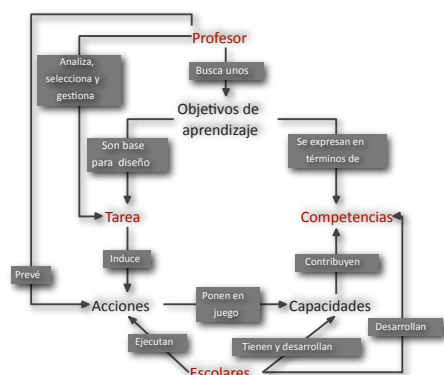 Profesor
Analiza,
selecciona y
gestiona
Busca unos
Objetivos de
aprendizaje
Son base
para diseño
Se expresan en
términos de
Tarea
Competencias
Induce
Contribuyen
Prevé
Acciones
Ponen en
juego
Capacidades
Desarrollan
Ejecutan
Tienen y desarrollan
Escolares